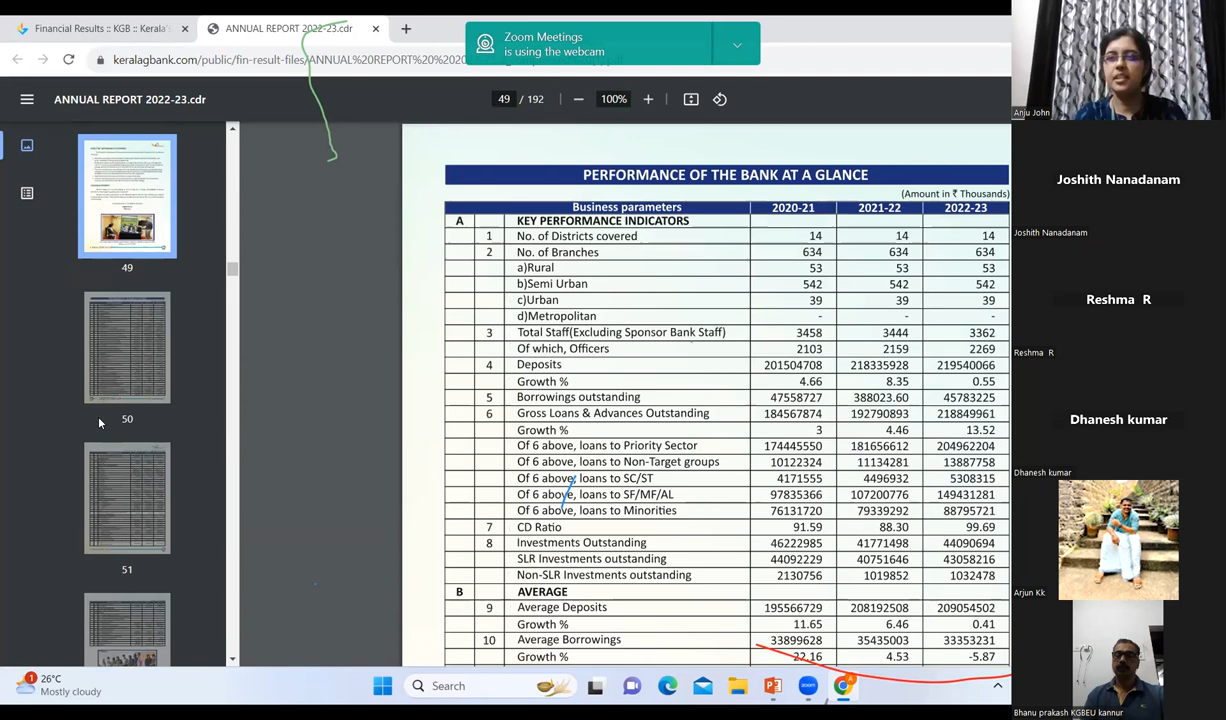 Financial Results :: KGB :: Kerala's
ANNUAL REPORT 2022-23.cdr
Zoom Meetings
is using the webcam
keralagbank.com/public/fin-result-files/ANNUAL%20REPORT%20%20
ANNUAL REPORT 2022-23.cdr
49 / 192
100%
49
50
51
PERFORMANCE OF THE BANK AT A GLANCE
(Amount in ₹ Thousands)
Business parameters 2020-21 2021-22 2022-23
A KEY PERFORMANCE INDICATORS
1 No. of Districts covered 14 14 14
2 No. of Branches 634 634 634
a)Rural 53 53 53
b)Semi Urban 542 542 542
c)Urban 39 39 39
d)Metropolitan - - -
3 Total Staff(Excluding Sponsor Bank Staff) 3458 3444 3362
Of which, Officers 2103 2159 2269
4 Deposits 201504708 218335928 219540066
Growth % 4.66 8.35 0.55
5 Borrowings outstanding 47558727 388023.60 45783225
6 Gross Loans & Advances Outstanding 184567874 192790893 218849961
Growth % 3 4.46 13.52
Of 6 above, loans to Priority Sector 174445550 181656612 204962204
Of 6 above, loans to Non-Target groups 10122324 11134281 13887758
Of 6 above, loans to SC/ST 4171555 4496932 5308315
Of 6 above, loans to SF/MF/AL 97835366 107200776 149431281
Of 6 above, loans to Minorities 76131720 79339292 88795721
7 CD Ratio 91.59 88.30 99.69
8 Investments Outstanding 46222985 41771498 44090694
SLR Investments outstanding 44092229 40751646 43058216
Non-SLR Investments outstanding 2130756 1019852 1032478
B AVERAGE
9 Average Deposits 195566729 208192508 209054502
Growth % 11.65 6.46 0.41
10 Average Borrowings 33899628 35435003 33353231
Growth % 22.16 4.53 -5.87
Anju John
Joshith Nanadanam
Joshith Nanadanam
Reshma R
Reshma R
Dhanesh kumar
Dhanesh kumar
Arjun Kk
Bhanu prakash KGBEU kannur
1
26°C
Mostly cloudy
Search